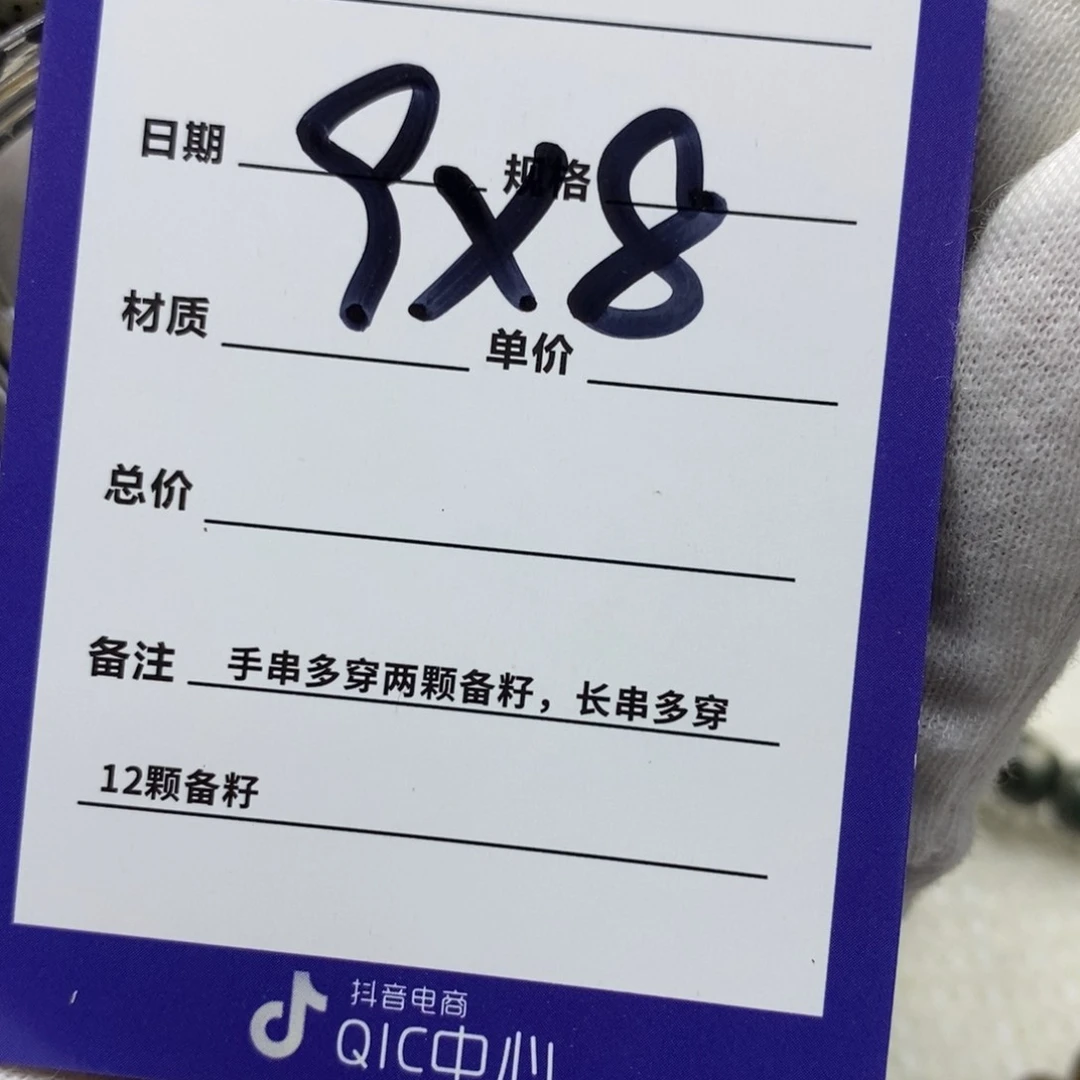 日期 规格
9x8
材质 单价
总价
备注 手串多穿两颗备籽，长串多穿
12颗备籽
抖音电商
QIC中心